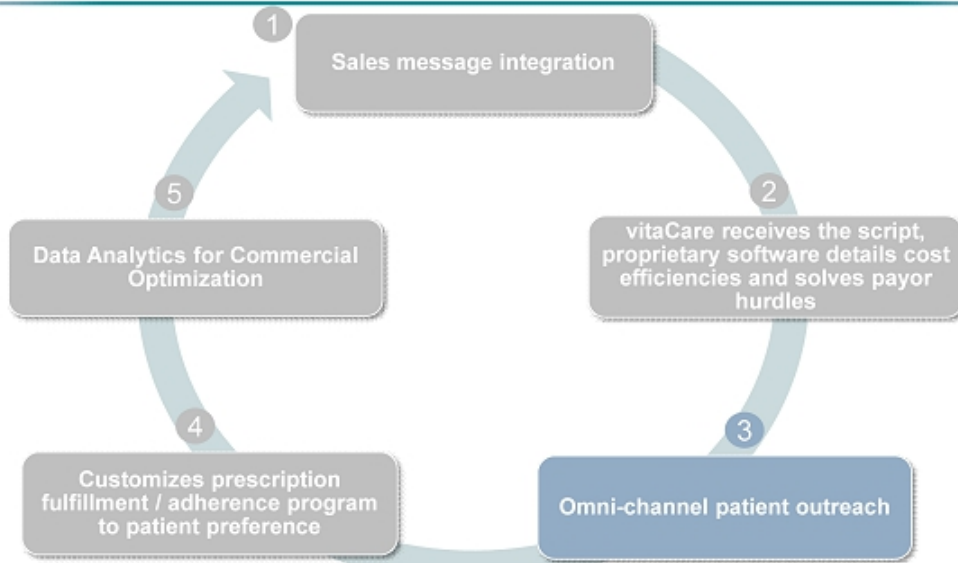 1
Sales message integration
2
vitaCare receives the script,
proprietary software details cost
efficiencies and solves payor
hurdles
5
Data Analytics for Commercial
Optimization
3
Omni-channel patient outreach
4
Customizes prescription
fulfillment / adherence program
to patient preference